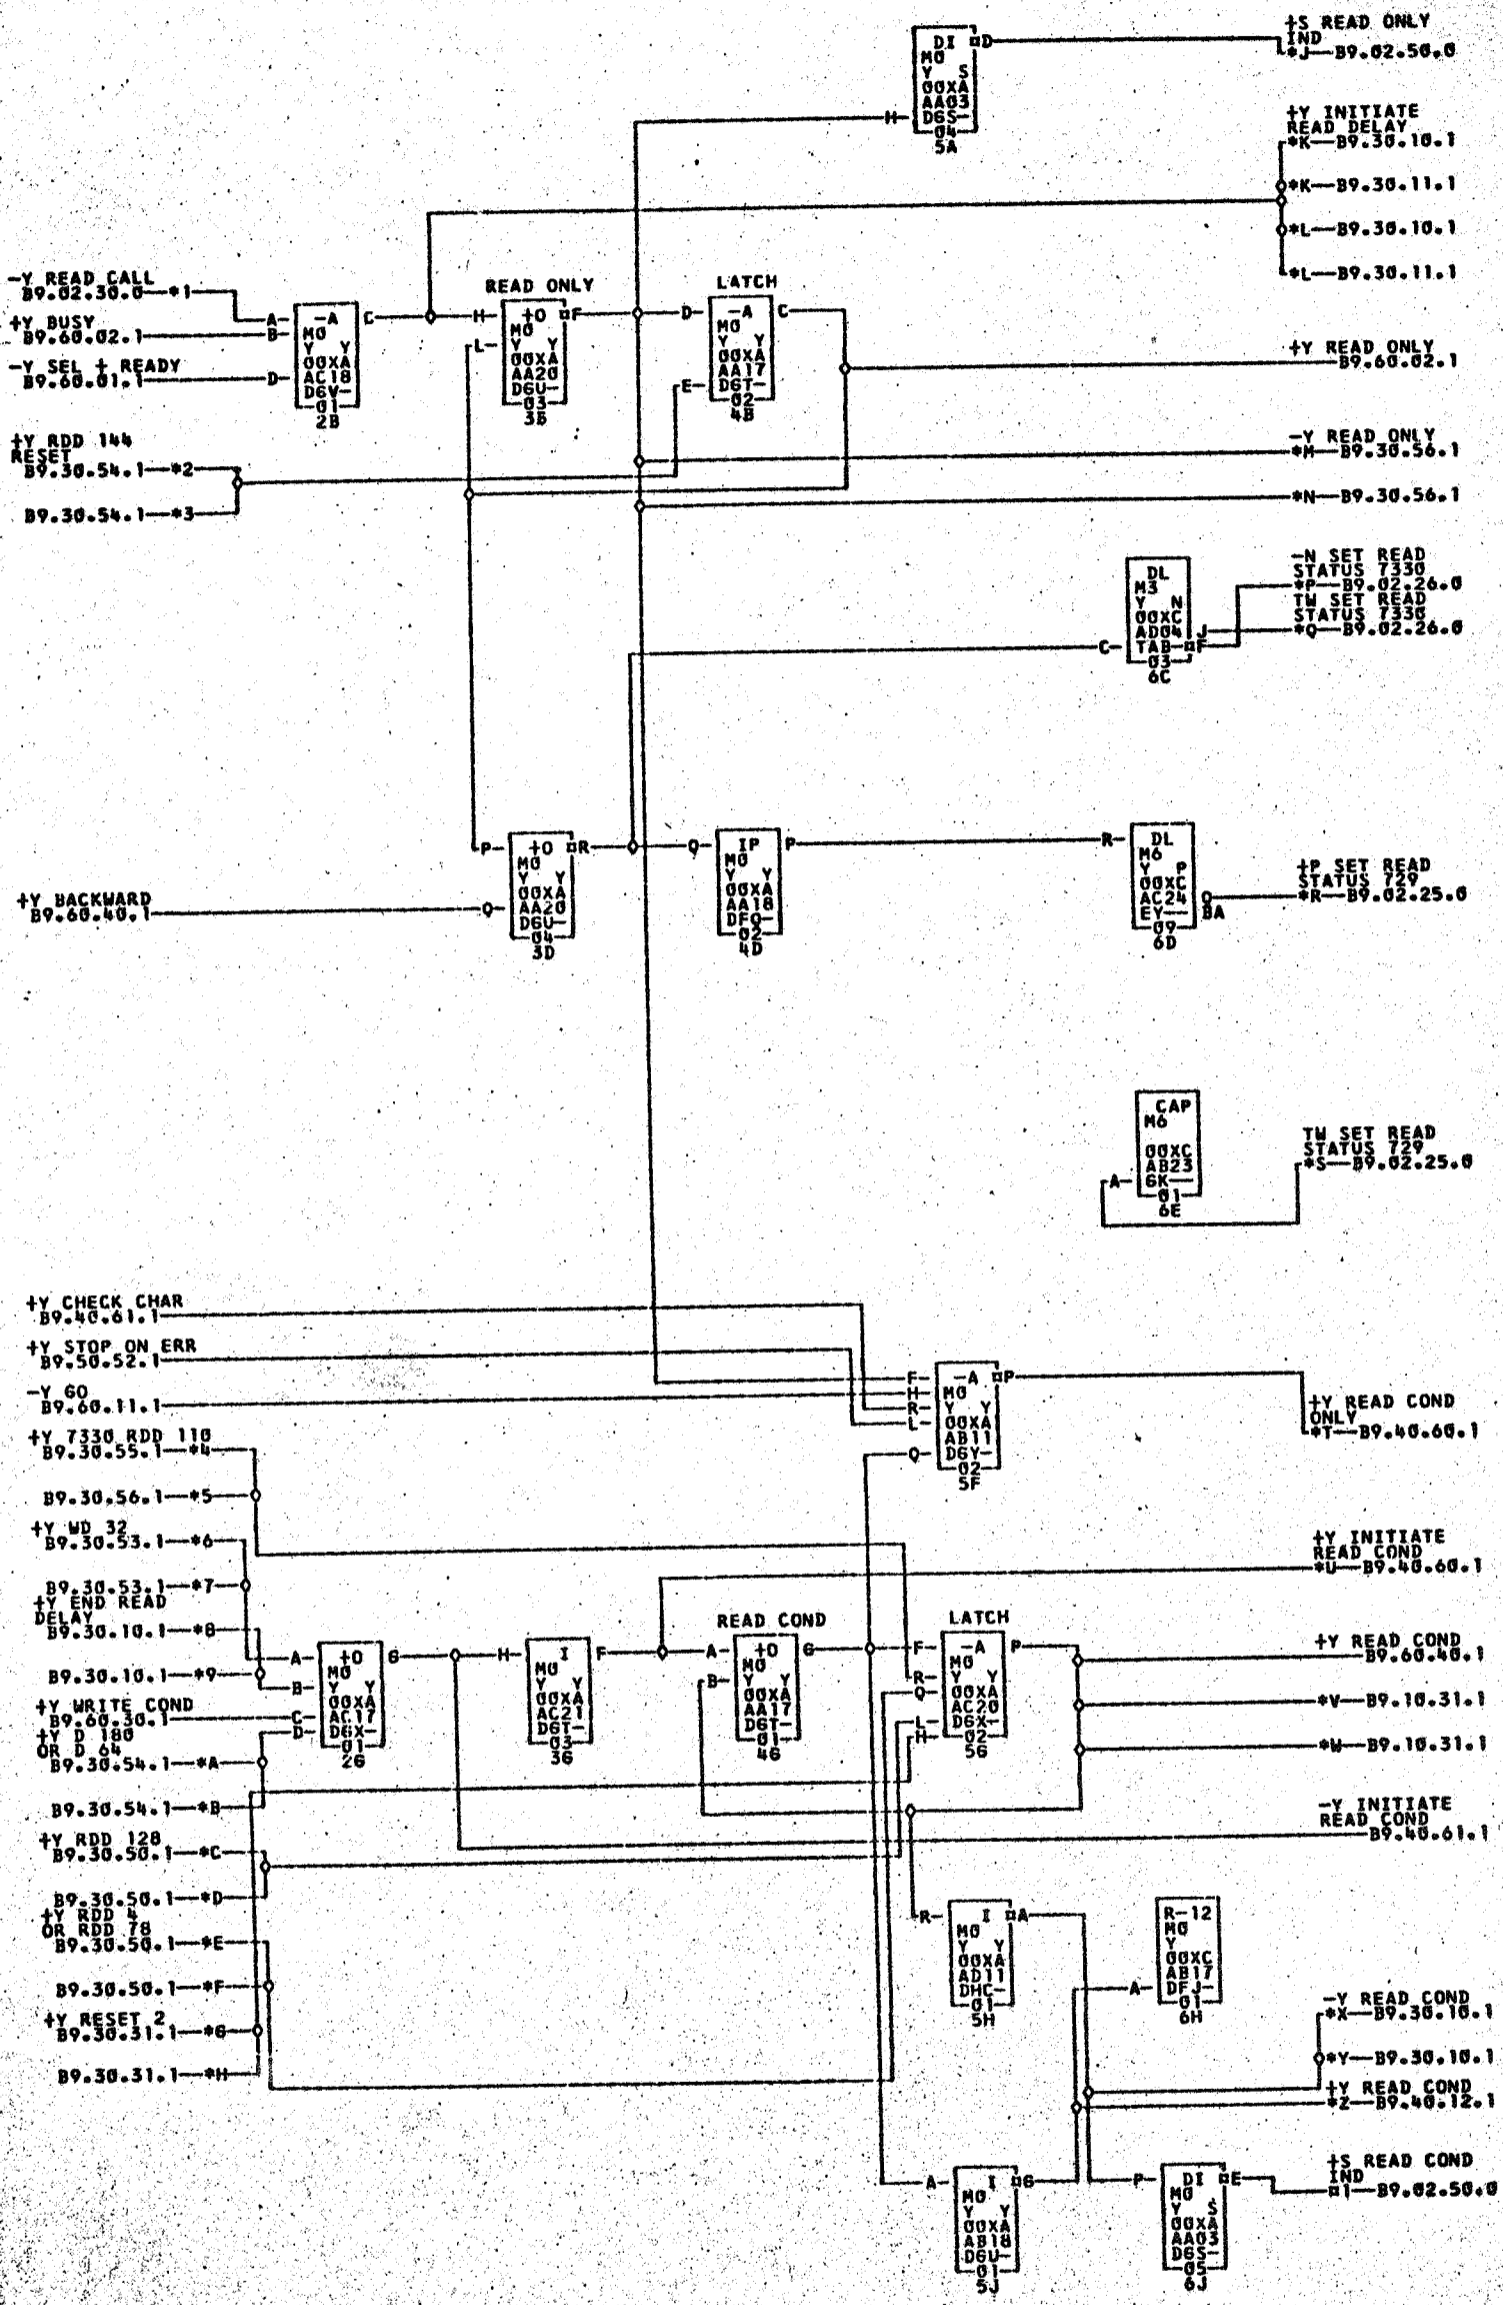 +S READ ONLY
IND
*J—B9.02.50.0
DI D
M0
Y S
00XA
AA03
H D6S-
04
5A
+Y INITIATE
READ DELAY
*K—B9.30.10.1
*K—B9.30.11.1
*L—B9.30.10.1
*L—B9.30.11.1
-Y READ CALL
B9.02.30.0—*1
+Y BUSY
B9.60.02.1
-Y SEL + READY
B9.60.01.1
A -A C
B M0
Y Y
00XA
D AC18
D6V-
01
2B
READ ONLY
H +O F
M0
L Y Y
00XA
AA20
D6U-
03
3B
LATCH
D -A C
M0
Y Y
00XA
AA17
E D6T-
02
4B
+Y READ ONLY
B9.60.02.1
+Y RDD 144
RESET
B9.30.54.1—*2
B9.30.54.1—*3
-Y READ ONLY
*M—B9.30.56.1
*N—B9.30.56.1
DL
M3
Y N
00XC
AD04 J
C TAB F
03
6C
-N SET READ
STATUS 7330
*P—B9.02.26.0
TW SET READ
STATUS 7330
*Q—B9.02.26.0
+Y BACKWARD
B9.60.40.1
P +O R
M0
Y Y
00XA
Q AA20
D6U-
04
3D
Q IP P
M0
Y Y
00XA
AA18
DFQ-
02
4D
R DL
M6
Y P
00XC
AC24 Q
EY— BA
09
6D
+P SET READ
STATUS 729
*R—B9.02.25.0
CAP
M6
00XC
AB23
A 6K—
01
6E
TW SET READ
STATUS 729
*S—B9.02.25.0
+Y CHECK CHAR
B9.40.61.1
+Y STOP ON ERR
B9.50.52.1
-Y GO
B9.60.11.1
F -A P
H M0
R Y Y
L 00XA
AB11
Q D6Y-
02
5F
+Y READ COND
ONLY
*T—B9.40.60.1
+Y 7330 RDD 110
B9.30.55.1—*4
B9.30.56.1—*5
+Y WD 32
B9.30.53.1—*6
B9.30.53.1—*7
+Y END READ
DELAY
B9.30.10.1—*8
B9.30.10.1—*9
+Y WRITE COND
B9.60.30.1
+Y D 180
OR D 64
B9.30.54.1—*A
B9.30.54.1—*B
A +O G
M0
B Y Y
00XA
C AC17
D D6X-
01
2G
H I F
M0
Y Y
00XA
AC21
D6T-
03
3G
READ COND
A +O G
M0
B Y Y
00XA
AA17
D6T-
01
4G
LATCH
F -A P
M0
R Y Y
Q 00XA
AC20
L D6X-
H 02
5G
+Y INITIATE
READ COND
*U—B9.40.60.1
+Y READ COND
B9.60.40.1
*V—B9.10.31.1
*W—B9.10.31.1
-Y INITIATE
READ COND
B9.40.61.1
+Y RDD 128
B9.30.50.1—*C
B9.30.50.1—*D
+Y RDD 4
OR RDD 78
B9.30.50.1—*E
B9.30.50.1—*F
+Y RESET 2
B9.30.31.1—*G
B9.30.31.1—*H
R I A
M0
Y Y
00XA
AD11
DHC-
01
5H
R-12
M0
Y
00XC
AB17
A DFJ-
01
6H
-Y READ COND
*X—B9.30.10.1
*Y—B9.30.10.1
+Y READ COND
*Z—B9.40.12.1
A I G
M0
Y Y
00XA
AB18
D6U-
01
5J
P DI E
M0
Y S
00XA
AA03
D6S-
05
6J
+S READ COND
IND
¤1—B9.02.50.0